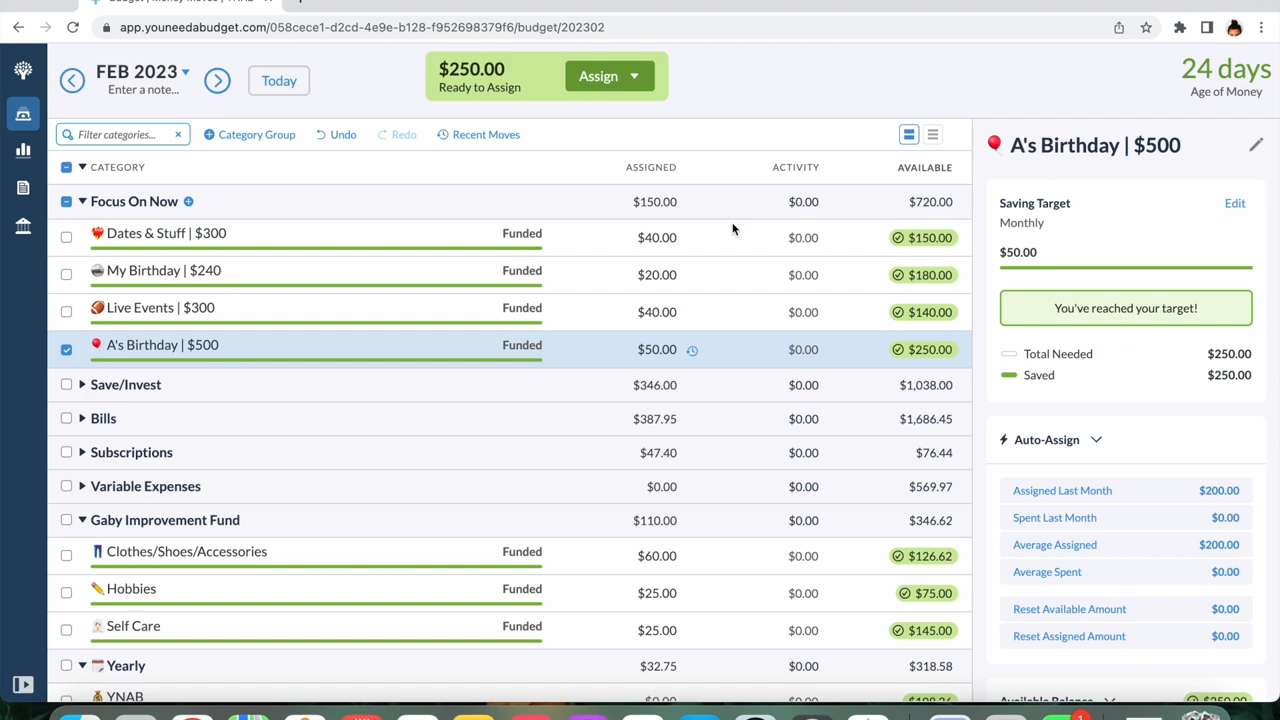 app.youneedabudget.com/058cece1-d2cd-4e9e-b128-f952698379f6/budget/202302
FEB 2023
Enter a note...
Today
$250.00
Ready to Assign
Assign
24 days
Age of Money
Filter categories...
Category Group
Undo
Redo
Recent Moves
CATEGORY ASSIGNED ACTIVITY AVAILABLE
Focus On Now $150.00 $0.00 $720.00
Dates & Stuff | $300 Funded $40.00 $0.00 $150.00
My Birthday | $240 Funded $20.00 $0.00 $180.00
Live Events | $300 Funded $40.00 $0.00 $140.00
A's Birthday | $500 Funded $50.00 $0.00 $250.00
Save/Invest $346.00 $0.00 $1,038.00
Bills $387.95 $0.00 $1,686.45
Subscriptions $47.40 $0.00 $76.44
Variable Expenses $0.00 $0.00 $569.97
Gaby Improvement Fund $110.00 $0.00 $346.62
Clothes/Shoes/Accessories Funded $60.00 $0.00 $126.62
Hobbies Funded $25.00 $0.00 $75.00
Self Care Funded $25.00 $0.00 $145.00
Yearly $32.75 $0.00 $318.58
YNAB
A's Birthday | $500
Saving Target Edit
Monthly
$50.00
You've reached your target!
Total Needed $250.00
Saved $250.00
Auto-Assign
Assigned Last Month $200.00
Spent Last Month $0.00
Average Assigned $200.00
Average Spent $0.00
Reset Available Amount $0.00
Reset Assigned Amount $0.00
Available Balance $250.00